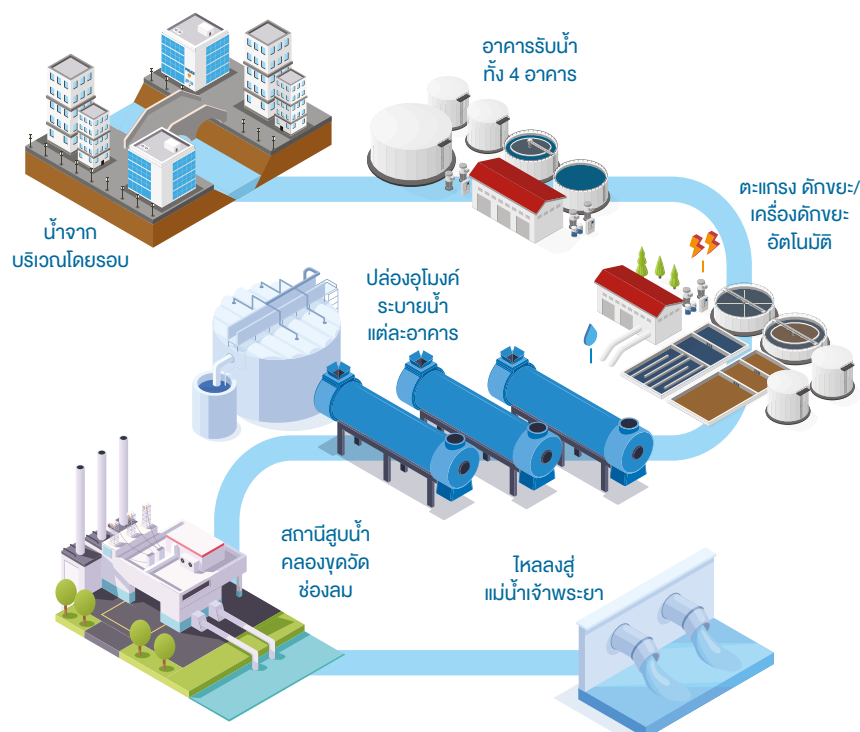 อาคารรับน้ำ
ทั้ง 4 อาคาร
ตะแกรง ดักขยะ/
เครื่องดักขยะ
อัตโนมัติ
น้ำจาก
บริเวณโดยรอบ
ปล่องอุโมงค์
ระบายน้ำ
แต่ละอาคาร
สถานีสูบน้ำ
คลองขุดวัด
ช่องลม
ไหลลงสู่
แม่น้ำเจ้าพระยา